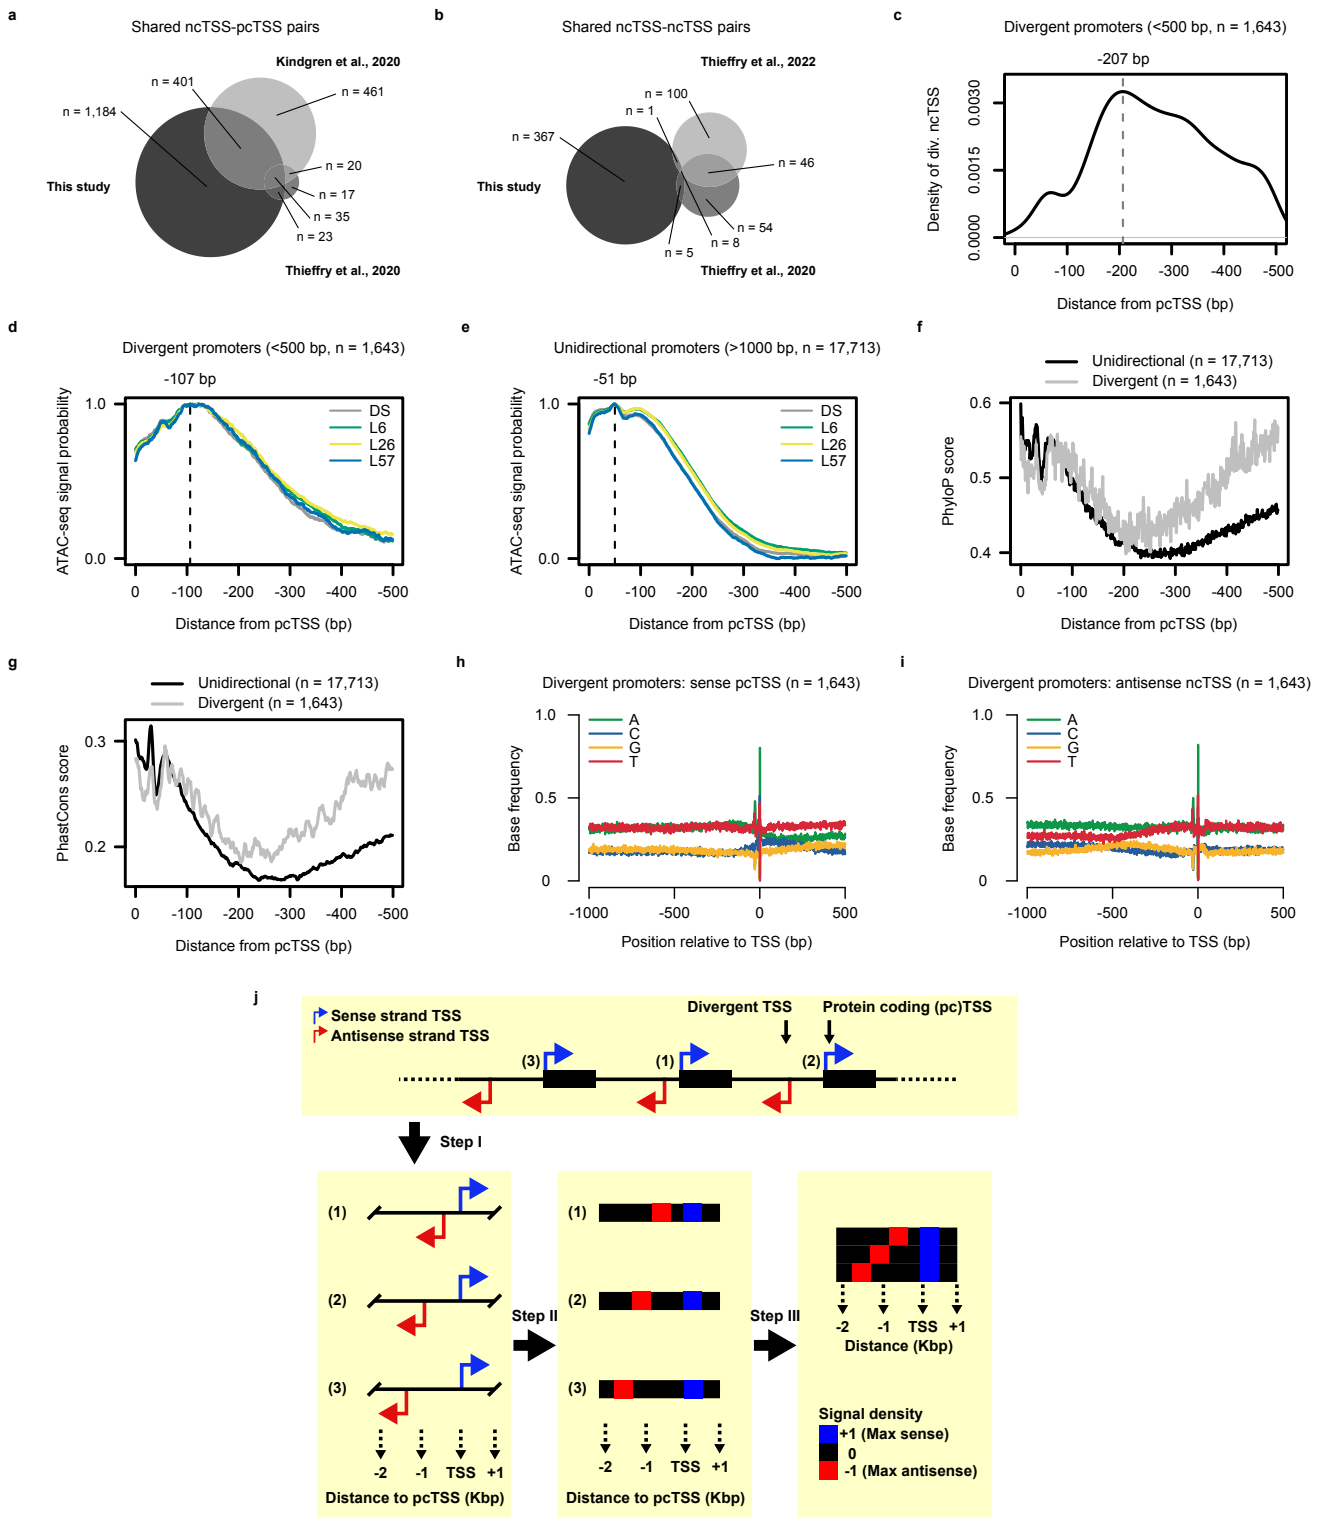 a
Shared ncTSS-pcTSS pairs
Kindgren et al., 2020
n = 401
n = 461
n = 1,184
n = 20
This study
n = 17
n = 35
n = 23
Thieffry et al., 2020
b
Shared ncTSS-ncTSS pairs
Thieffry et al., 2022
n = 100
n = 1
n = 367
n = 46
This study
n = 54
n = 8
n = 5
Thieffry et al., 2020
c
Divergent promoters (<500 bp, n = 1,643)
-207 bp
Density of div. ncTSS
0.0030
0.0015
0.0000
0 -100 -200 -300 -400 -500
Distance from pcTSS (bp)
d
Divergent promoters (<500 bp, n = 1,643)
-107 bp
ATAC-seq signal probability
1.0
0.0
DS
L6
L26
L57
0 -100 -200 -300 -400 -500
Distance from pcTSS (bp)
e
Unidirectional promoters (>1000 bp, n = 17,713)
-51 bp
ATAC-seq signal probability
1.0
0.0
DS
L6
L26
L57
0 -100 -200 -300 -400 -500
Distance from pcTSS (bp)
f
Unidirectional (n = 17,713)
Divergent (n = 1,643)
PhyloP score
0.6
0.5
0.4
0 -100 -200 -300 -400 -500
Distance from pcTSS (bp)
g
Unidirectional (n = 17,713)
Divergent (n = 1,643)
PhastCons score
0.3
0.2
0 -100 -200 -300 -400 -500
Distance from pcTSS (bp)
h
Divergent promoters: sense pcTSS (n = 1,643)
Base frequency
1.0
0.5
0
A
C
G
T
-1000 -500 0 500
Position relative to TSS (bp)
i
Divergent promoters: antisense ncTSS (n = 1,643)
Base frequency
1.0
0.5
0
A
C
G
T
-1000 -500 0 500
Position relative to TSS (bp)
j
Sense strand TSS
Antisense strand TSS
Divergent TSS
Protein coding (pc)TSS
(3) (1) (2)
Step I
(1)
(2)
(3)
-2 -1 TSS +1
Distance to pcTSS (Kbp)
Step II
(1)
(2)
(3)
-2 -1 TSS +1
Distance to pcTSS (Kbp)
Step III
-2 -1 TSS +1
Distance (Kbp)
Signal density
+1 (Max sense)
0
-1 (Max antisense)